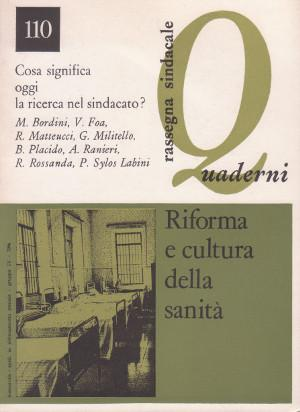 110
Cosa significa
oggi
la ricerca nel sindacato?
M. Bordini, V. Foa,
R. Matteucci, G. Militello,
B. Placido, A. Ranieri,
R. Rossanda, P. Sylos Labini
rassegna sindacale
Quaderni
Riforma
e cultura
della
sanità